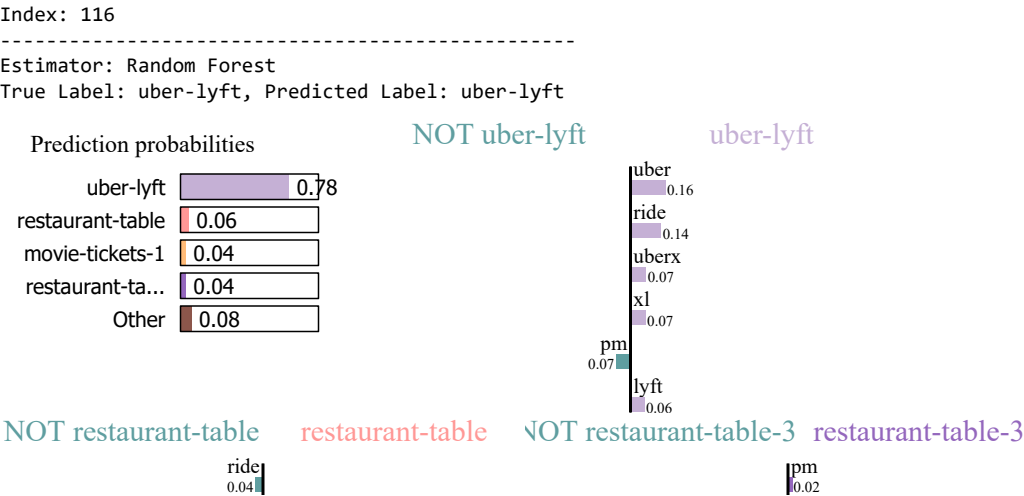 Index: 116
--------------------------------------------------
Estimator: Random Forest
True Label: uber-lyft, Predicted Label: uber-lyft
Prediction probabilities
uber-lyft 0.78
restaurant-table 0.06
movie-tickets-1 0.04
restaurant-ta... 0.04
Other 0.08
NOT uber-lyft uber-lyft
uber
0.16
ride
0.14
uberx
0.07
xl
0.07
pm
0.07
lyft
0.06
NOT restaurant-table restaurant-table
ride
0.04
NOT restaurant-table-3 restaurant-table-3
pm
0.02